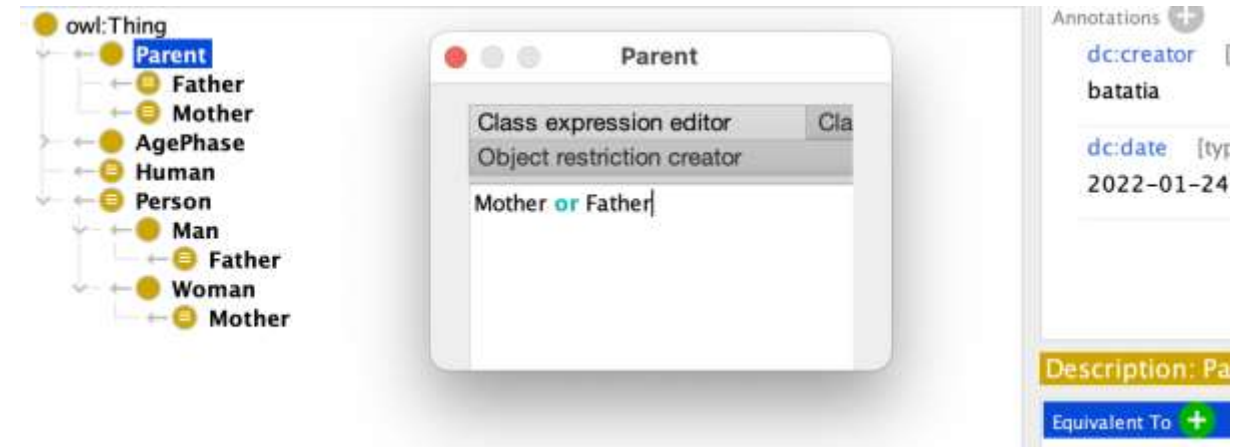 owl:Thing
Parent
Father
Mother
AgePhase
Human
Person
Man
Father
Woman
Mother
Parent
Class expression editor Cla
Object restriction creator
Mother or Father
Annotations
dc:creator [
batatia
dc:date [typ
2022-01-24
Description: Pa
Equivalent To